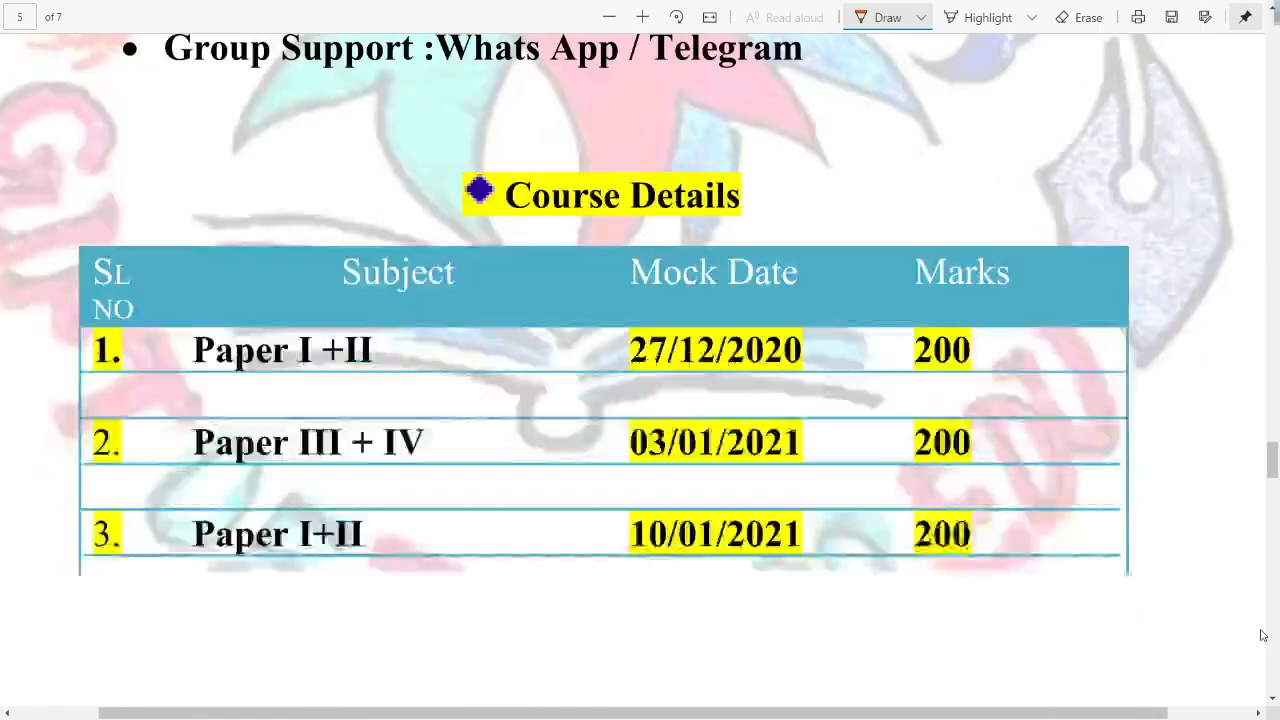 5 of 7
Read aloud
Draw
Highlight
Erase
• Group Support :Whats App / Telegram
Course Details
SL NO Subject Mock Date Marks
1. Paper I +II 27/12/2020 200
2. Paper III + IV 03/01/2021 200
3. Paper I+II 10/01/2021 200